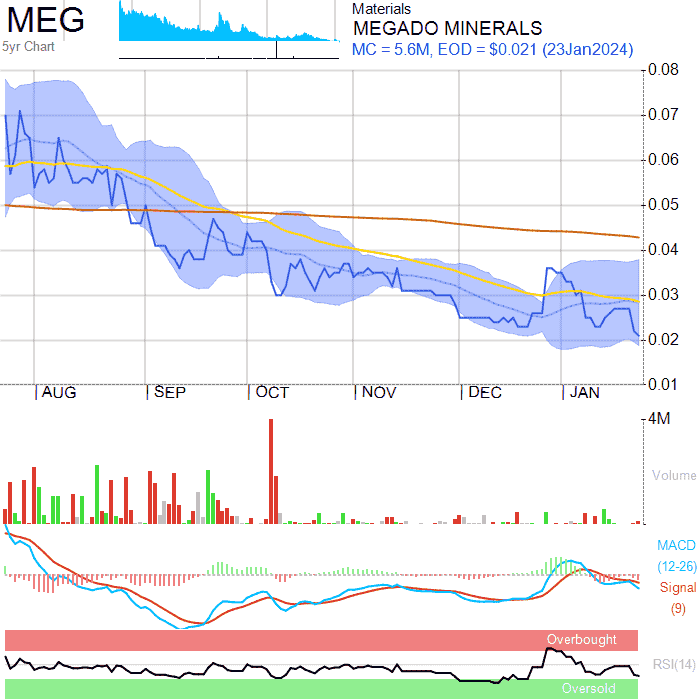 MEG
5yr Chart
Materials
MEGADO MINERALS
MC = 5.6M, EOD = $0.021 (23Jan2024)
0.08
0.07
0.06
0.05
0.04
0.03
0.02
0.01
AUG SEP OCT NOV DEC JAN
4M
Volume
MACD
(12-26)
Signal
(9)
Overbought
RSI(14)
Oversold